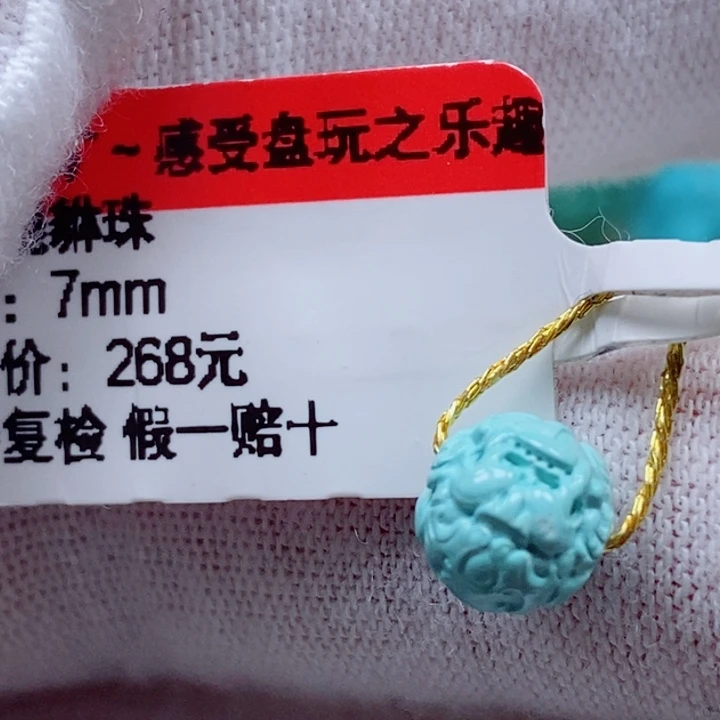 ~感受盘玩之乐趣
貔貅珠
: 7mm
价: 268元
复检 假一赔十